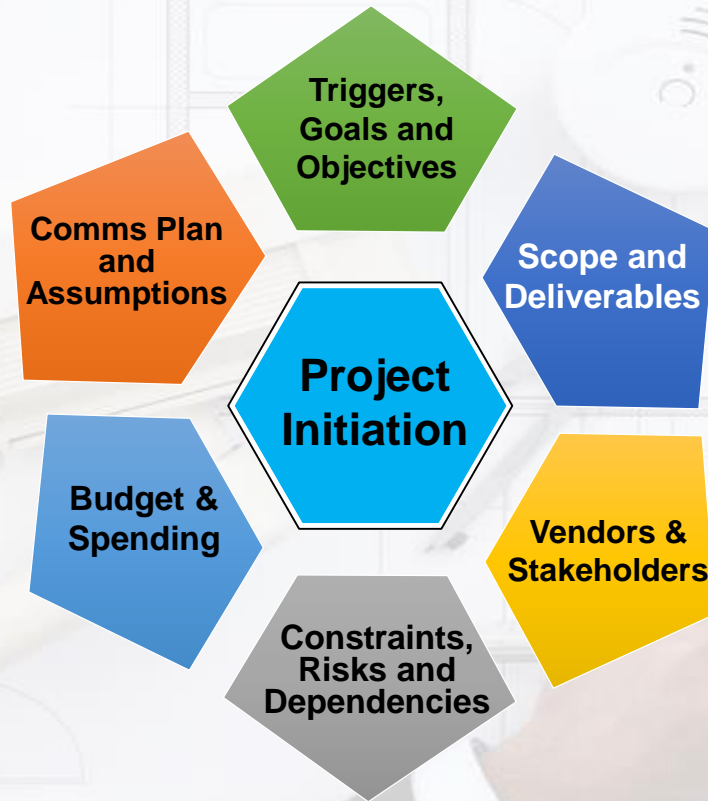 Triggers,
Goals and
Objectives
Scope and
Deliverables
Vendors &
Stakeholders
Constraints,
Risks and
Dependencies
Budget &
Spending
Comms Plan
and
Assumptions
Project
Initiation